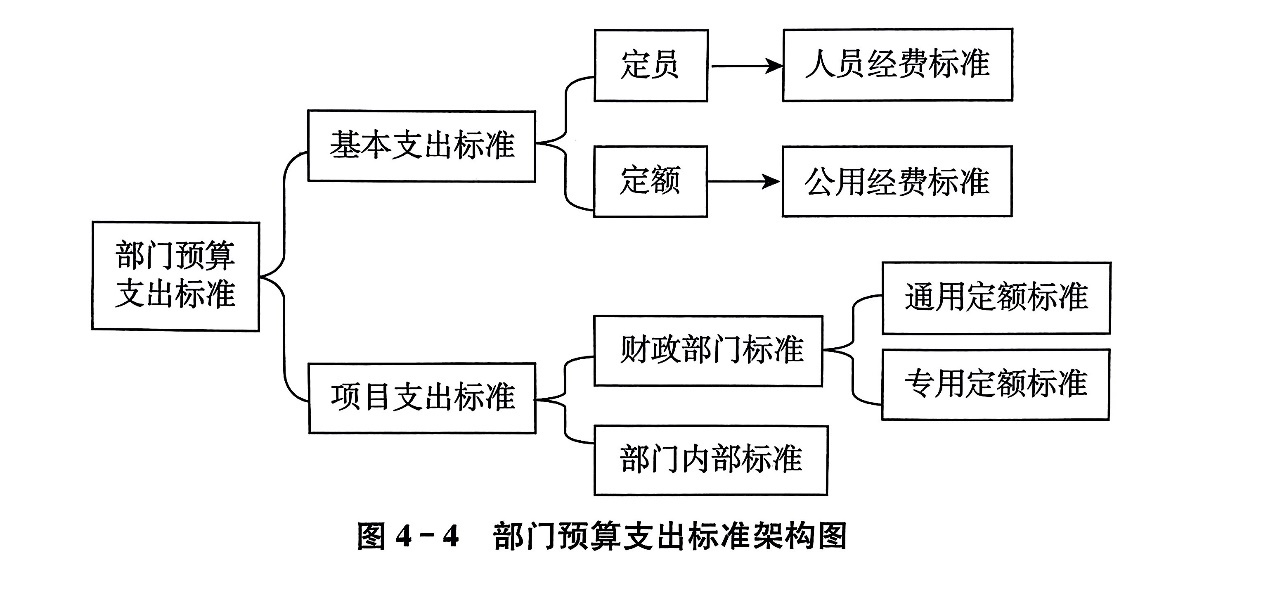 定员
人员经费标准
基本支出标准
定额
公用经费标准
部门预算
支出标准
通用定额标准
财政部门标准
专用定额标准
项目支出标准
部门内部标准
图 4-4 部门预算支出标准架构图